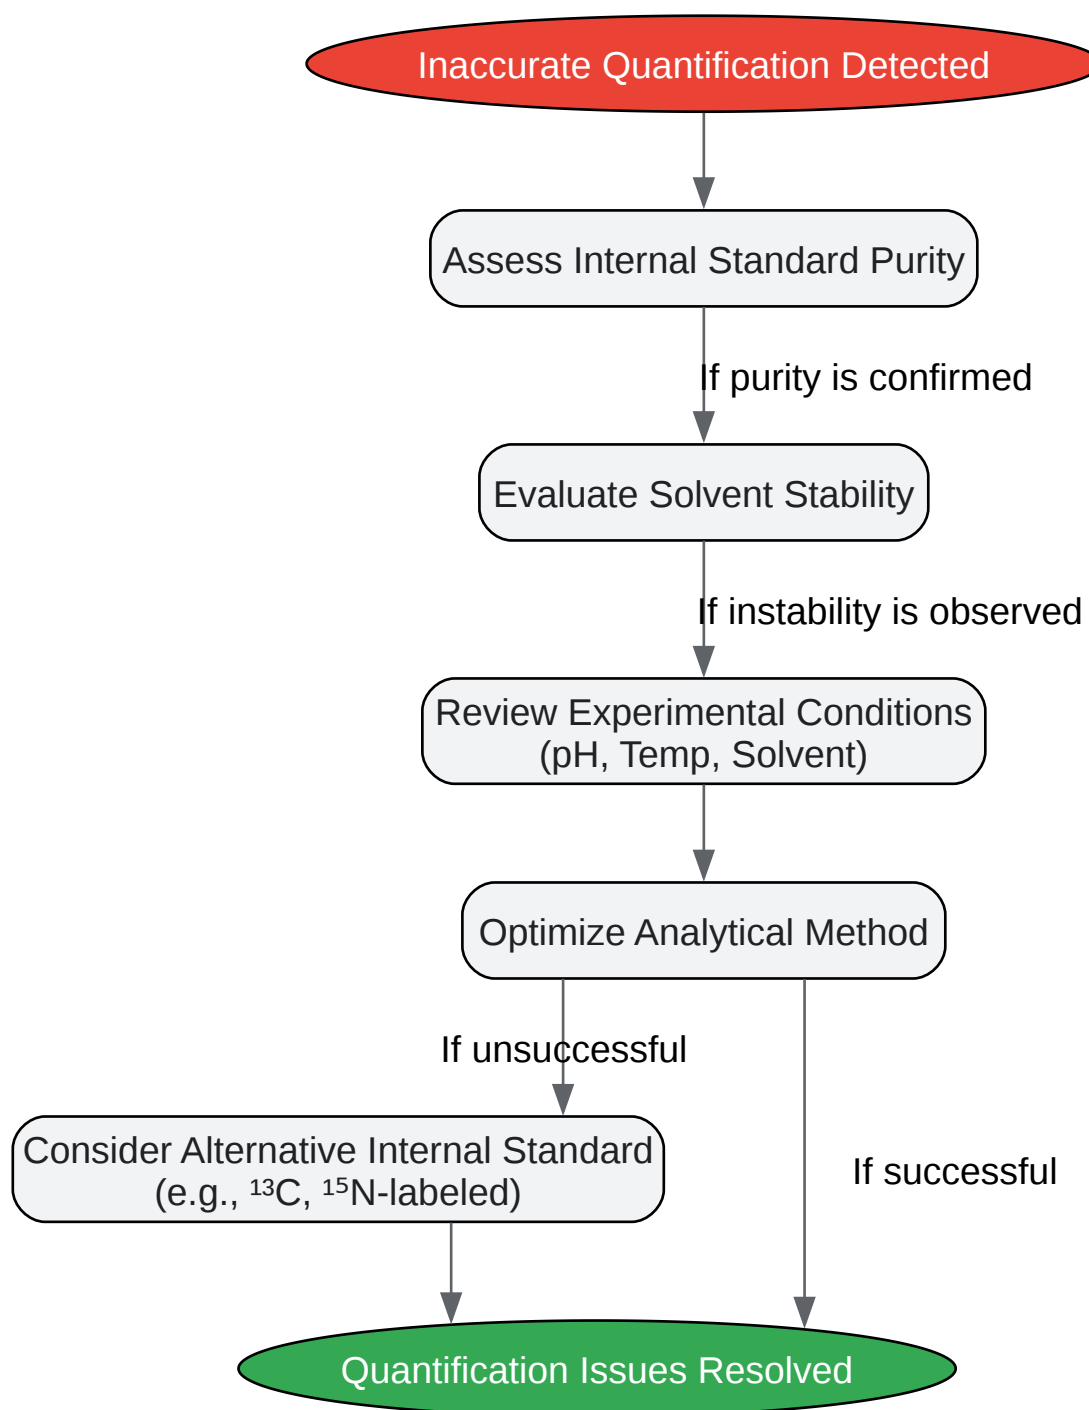 Inaccurate Quantification Detected
Assess Internal Standard Purity
If purity is confirmed
Evaluate Solvent Stability
If instability is observed
Review Experimental Conditions
(pH, Temp, Solvent)
Optimize Analytical Method
If unsuccessful
Consider Alternative Internal Standard
(e.g., ¹³C, ¹⁵N-labeled)
If successful
Quantification Issues Resolved